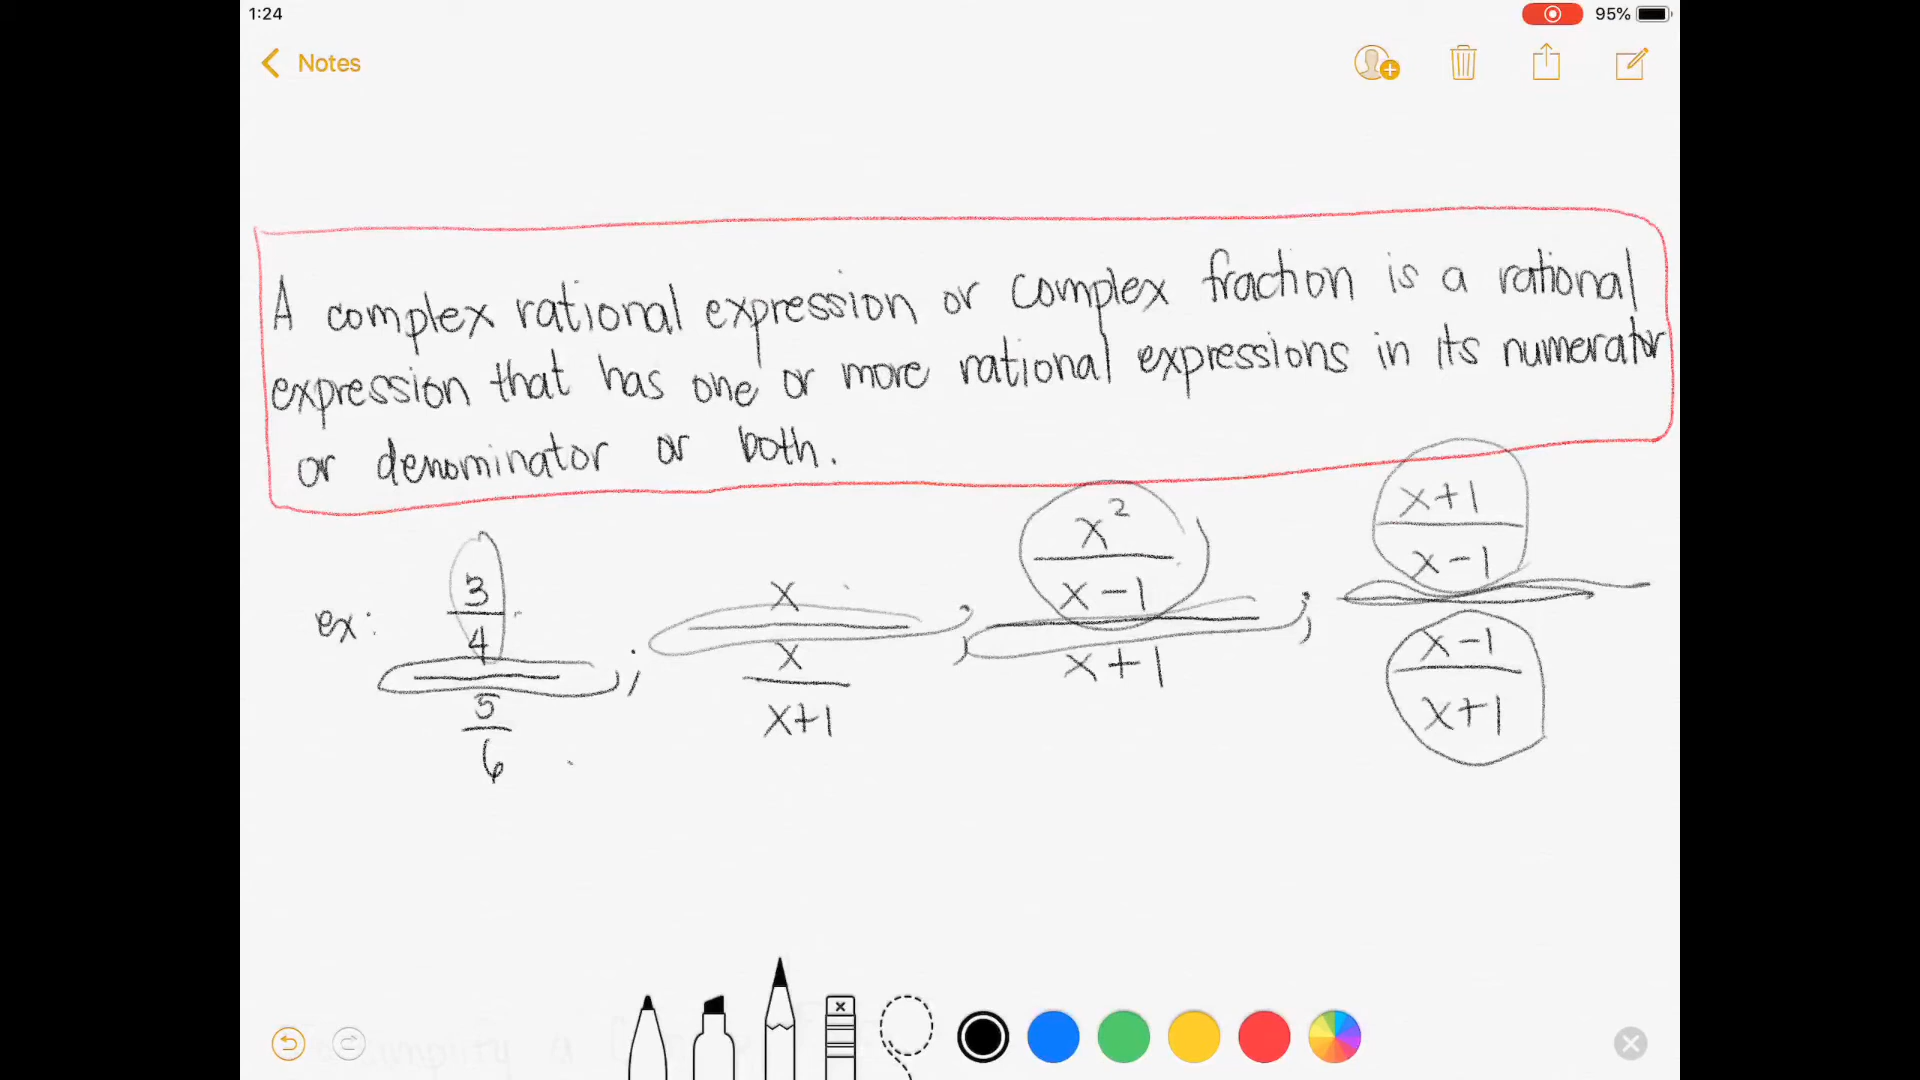 1:24
95%
Notes
A complex rational expression or complex fraction is a rational
expression that has one or more rational expressions in its numerator
or denominator or both.
ex: 3/4 / 5/6 ; x / x/x+1 ; x²/x-1 / x+1 ; x+1/x-1 / x-1/x+1
simplify a